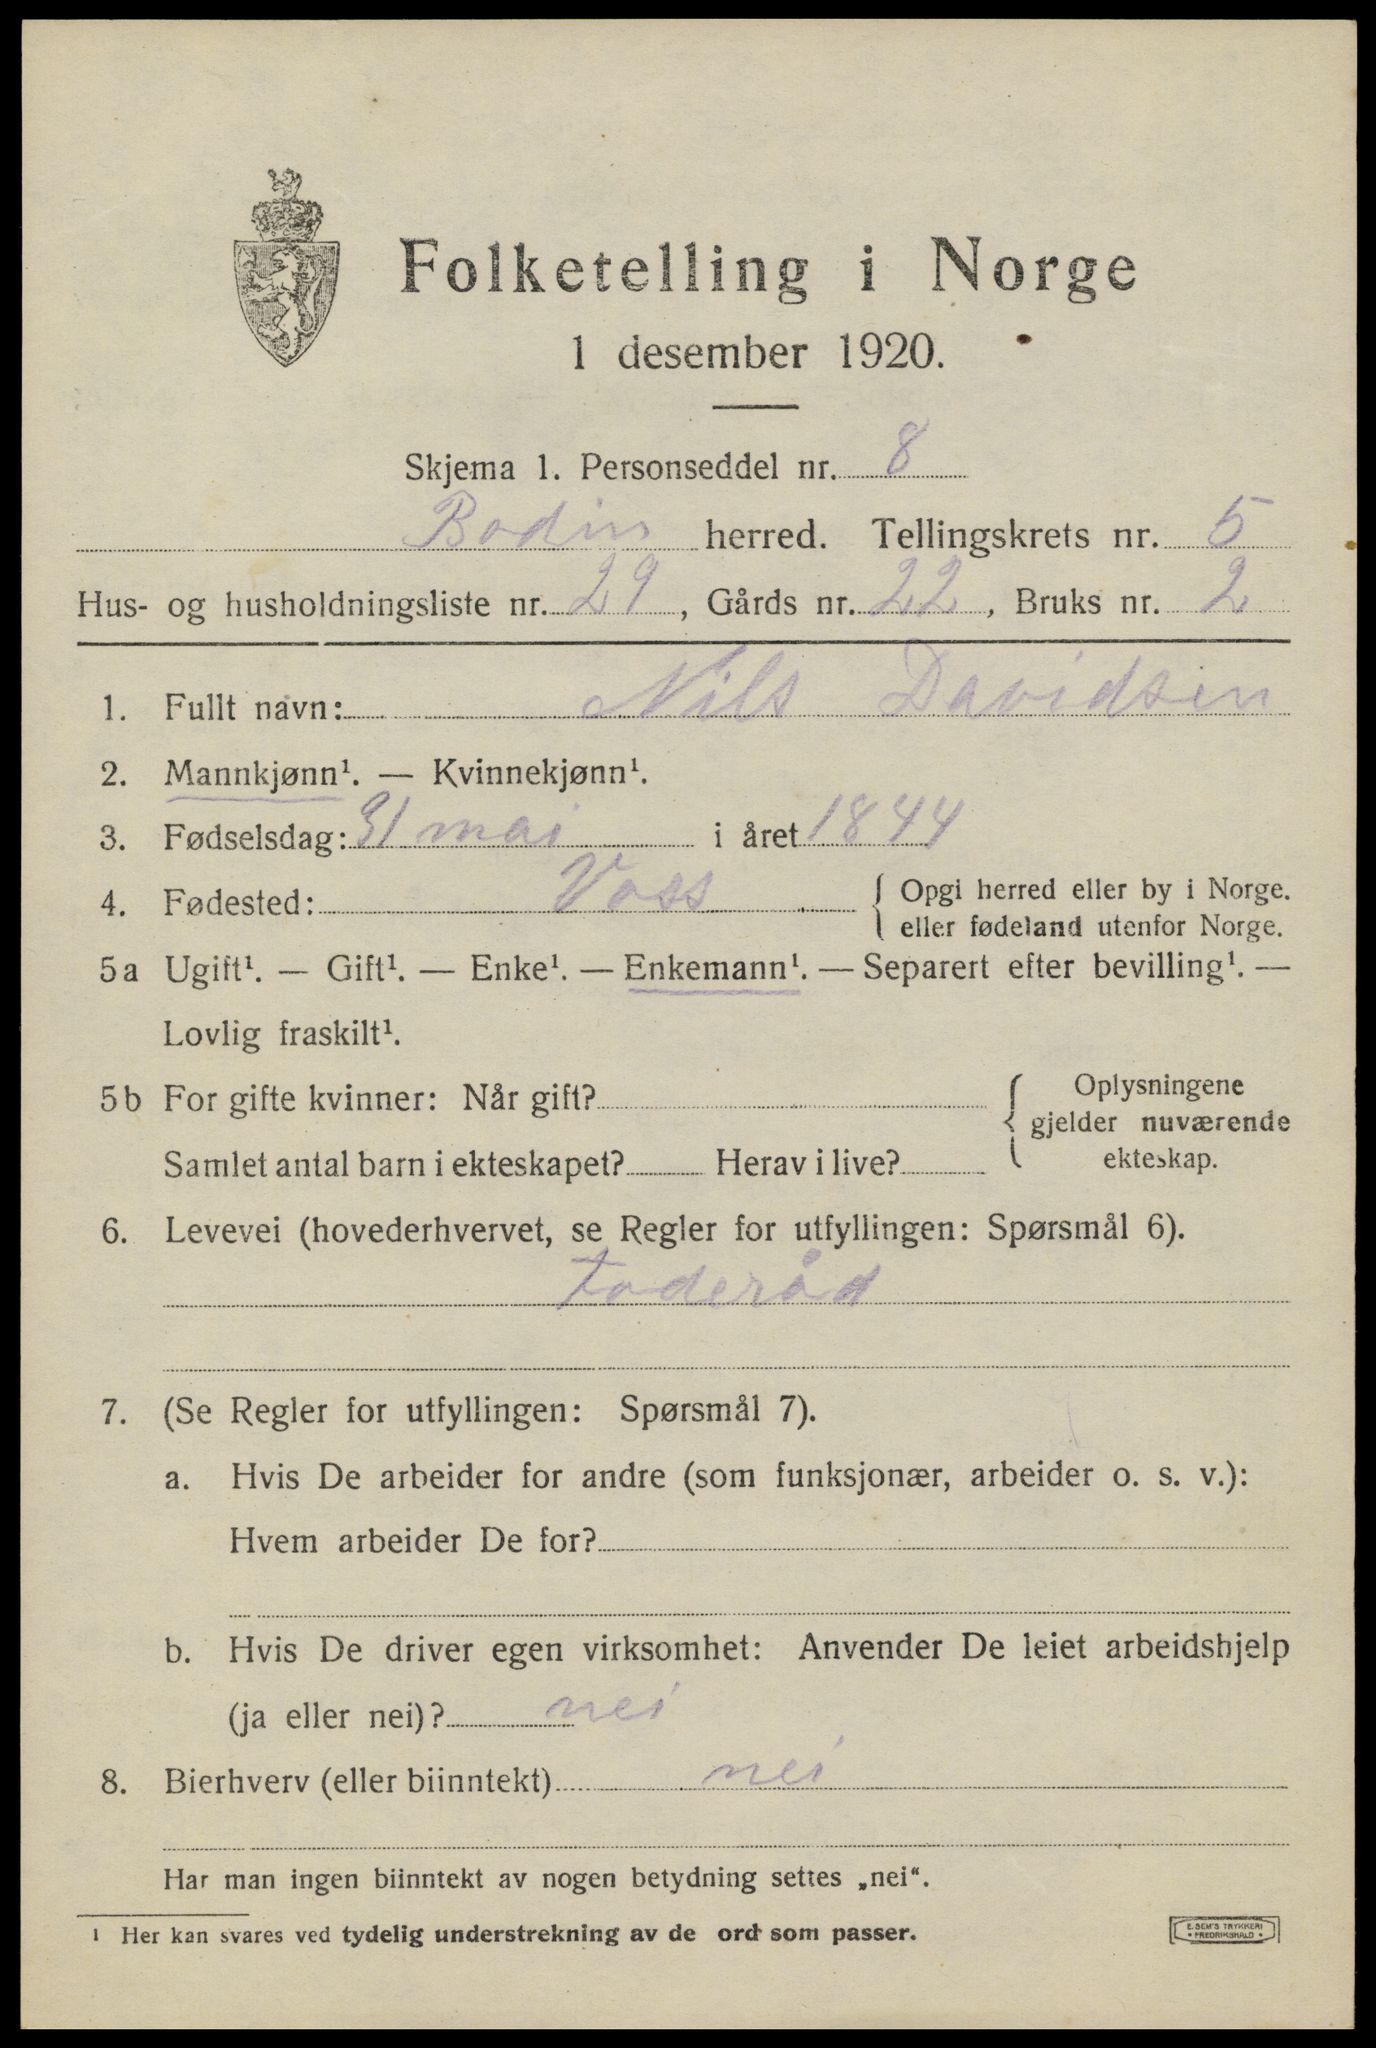 Folketelling i Norge
1 desember 1920.
Skjema 1. Personseddel nr. 8
Bodin herred. Tellingskrets nr. 5
Hus- og husholdningsliste nr. 29, Gårds nr. 22, Bruks nr. 2
1. Fullt navn: Nils Davidsen
2. Mannkjønn¹. — Kvinnekjønn¹.
3. Fødselsdag: 31 mai i året 1844
4. Fødested: Voss { Opgi herred eller by i Norge.
eller fødeland utenfor Norge.
5a Ugift¹. — Gift¹. — Enke¹. — Enkemann¹. — Separert efter bevilling¹. —
Lovlig fraskilt¹.
5b For gifte kvinner: Når gift?
Samlet antal barn i ekteskapet? Herav i live?
{ Oplysningene
gjelder nuværende
ekteskap.
6. Levevei (hovederhvervet, se Regler for utfyllingen: Spørsmål 6).
Foderåd
7. (Se Regler for utfyllingen: Spørsmål 7).
a. Hvis De arbeider for andre (som funksjonær, arbeider o. s. v.):
Hvem arbeider De for?
b. Hvis De driver egen virksomhet: Anvender De leiet arbeidshjelp
(ja eller nei)? nei
8. Bierhverv (eller biinntekt) nei
Har man ingen biinntekt av nogen betydning settes „nei“.
1 Her kan svares ved tydelig understrekning av de ord som passer.
E. SEM'S TRYKKERI
• FREDRIKSHALD •